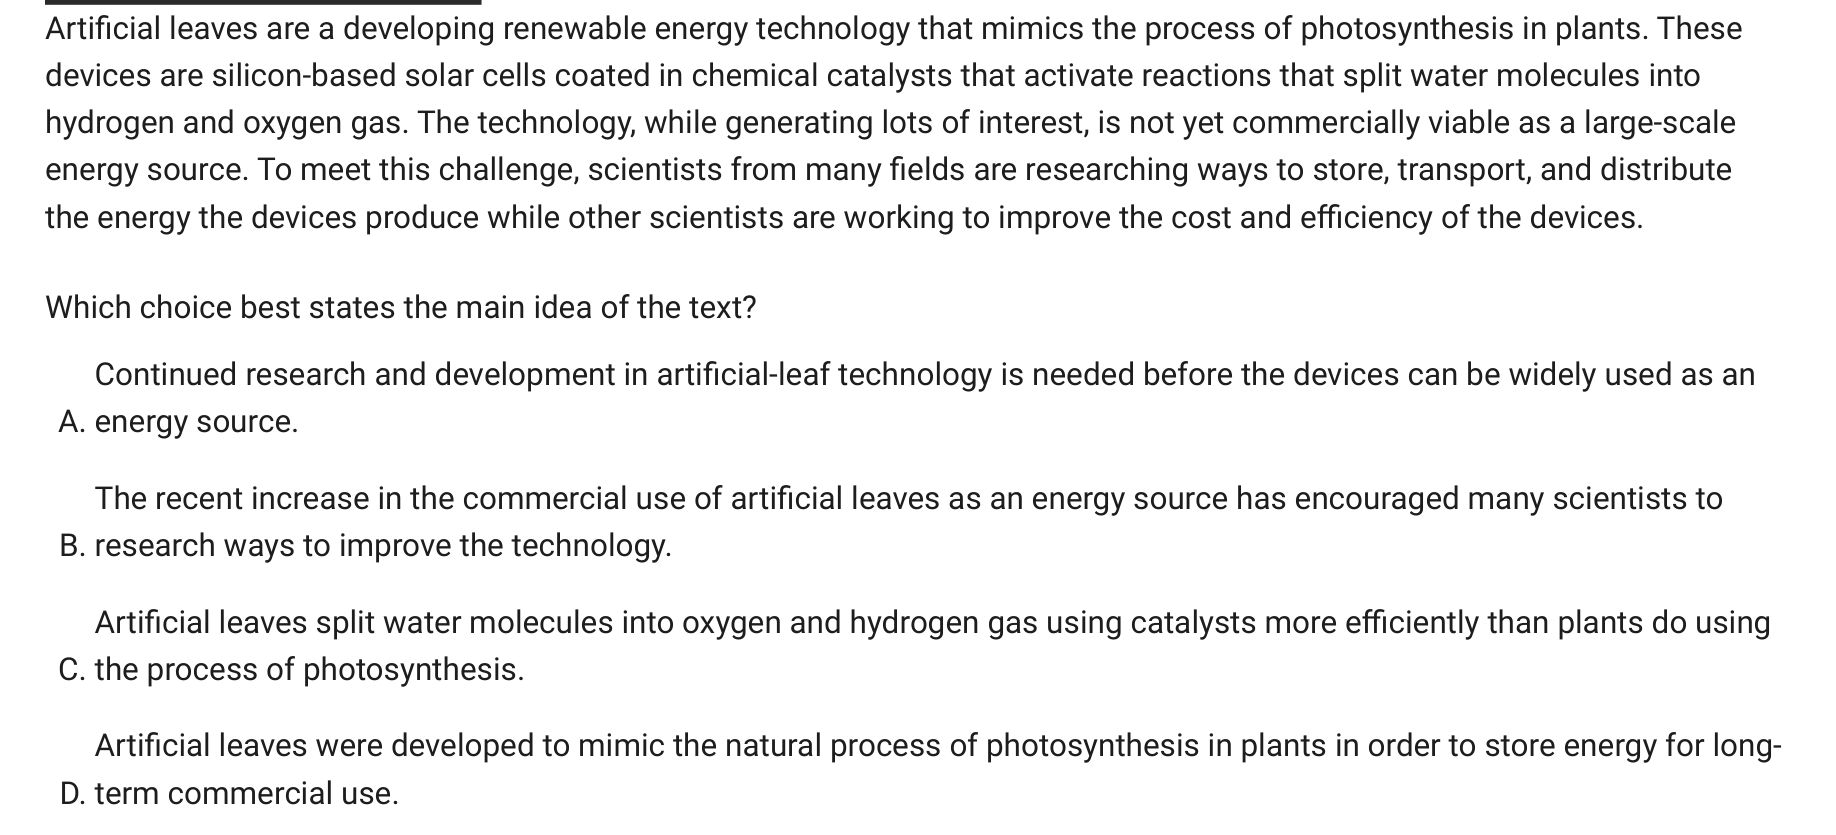 Artificial leaves are a developing renewable energy technology that mimics the process of photosynthesis in plants. These
devices are silicon-based solar cells coated in chemical catalysts that activate reactions that split water molecules into
hydrogen and oxygen gas. The technology, while generating lots of interest, is not yet commercially viable as a large-scale
energy source. To meet this challenge, scientists from many fields are researching ways to store, transport, and distribute
the energy the devices produce while other scientists are working to improve the cost and efficiency of the devices.
Which choice best states the main idea of the text?
Continued research and development in artificial-leaf technology is needed before the devices can be widely used as an
A. energy source.
The recent increase in the commercial use of artificial leaves as an energy source has encouraged many scientists to
B. research ways to improve the technology.
Artificial leaves split water molecules into oxygen and hydrogen gas using catalysts more efficiently than plants do using
C. the process of photosynthesis.
Artificial leaves were developed to mimic the natural process of photosynthesis in plants in order to store energy for long-
D. term commercial use.